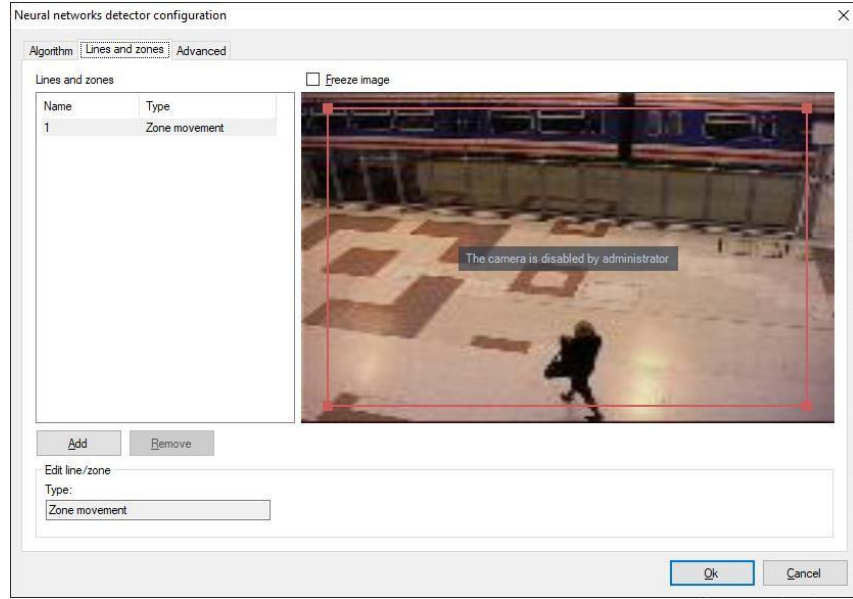 Neural networks detector configuration
Algorithm Lines and zones Advanced
Lines and zones
Freeze image
Name Type
1 Zone movement
The camera is disabled by administrator
Add Remove
Edit line/zone
Type:
Zone movement
Ok Cancel